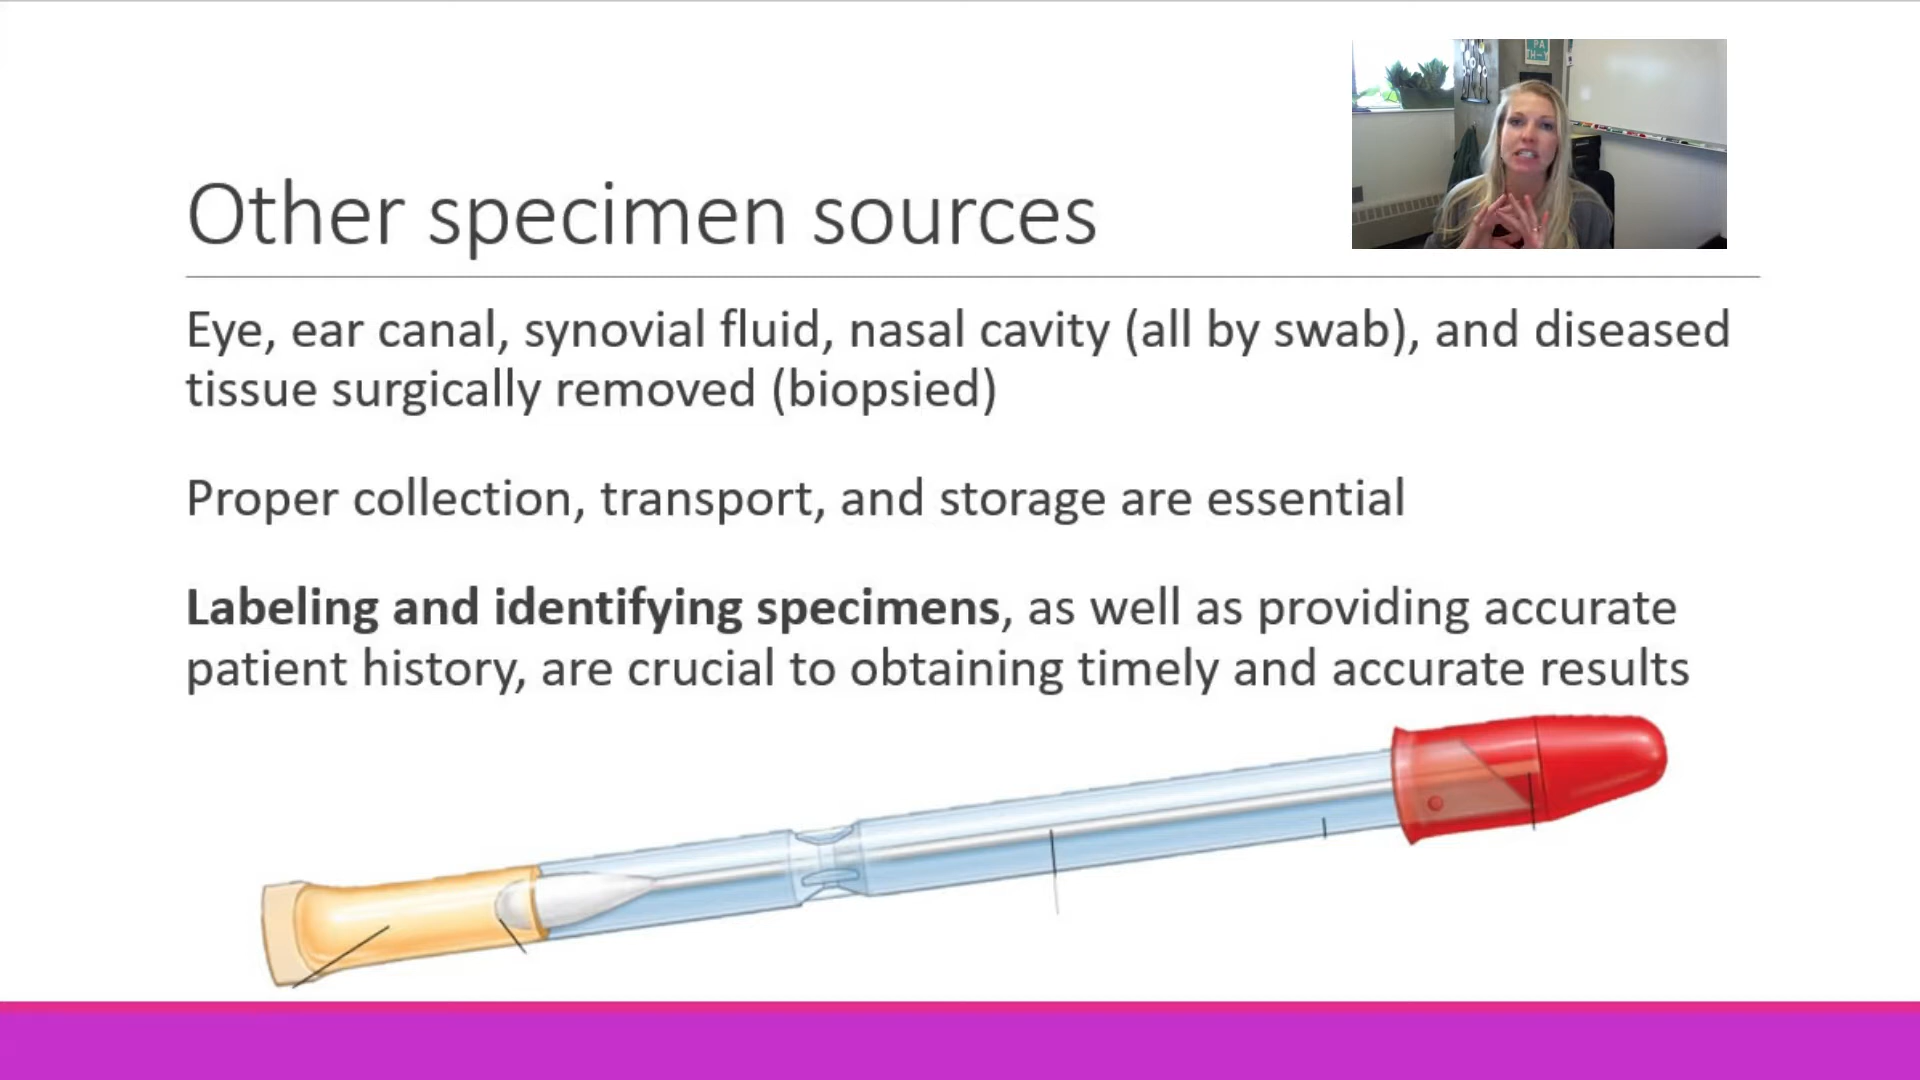 PA
TH-Y
Other specimen sources
Eye, ear canal, synovial fluid, nasal cavity (all by swab), and diseased
tissue surgically removed (biopsied)
Proper collection, transport, and storage are essential
Labeling and identifying specimens, as well as providing accurate
patient history, are crucial to obtaining timely and accurate results